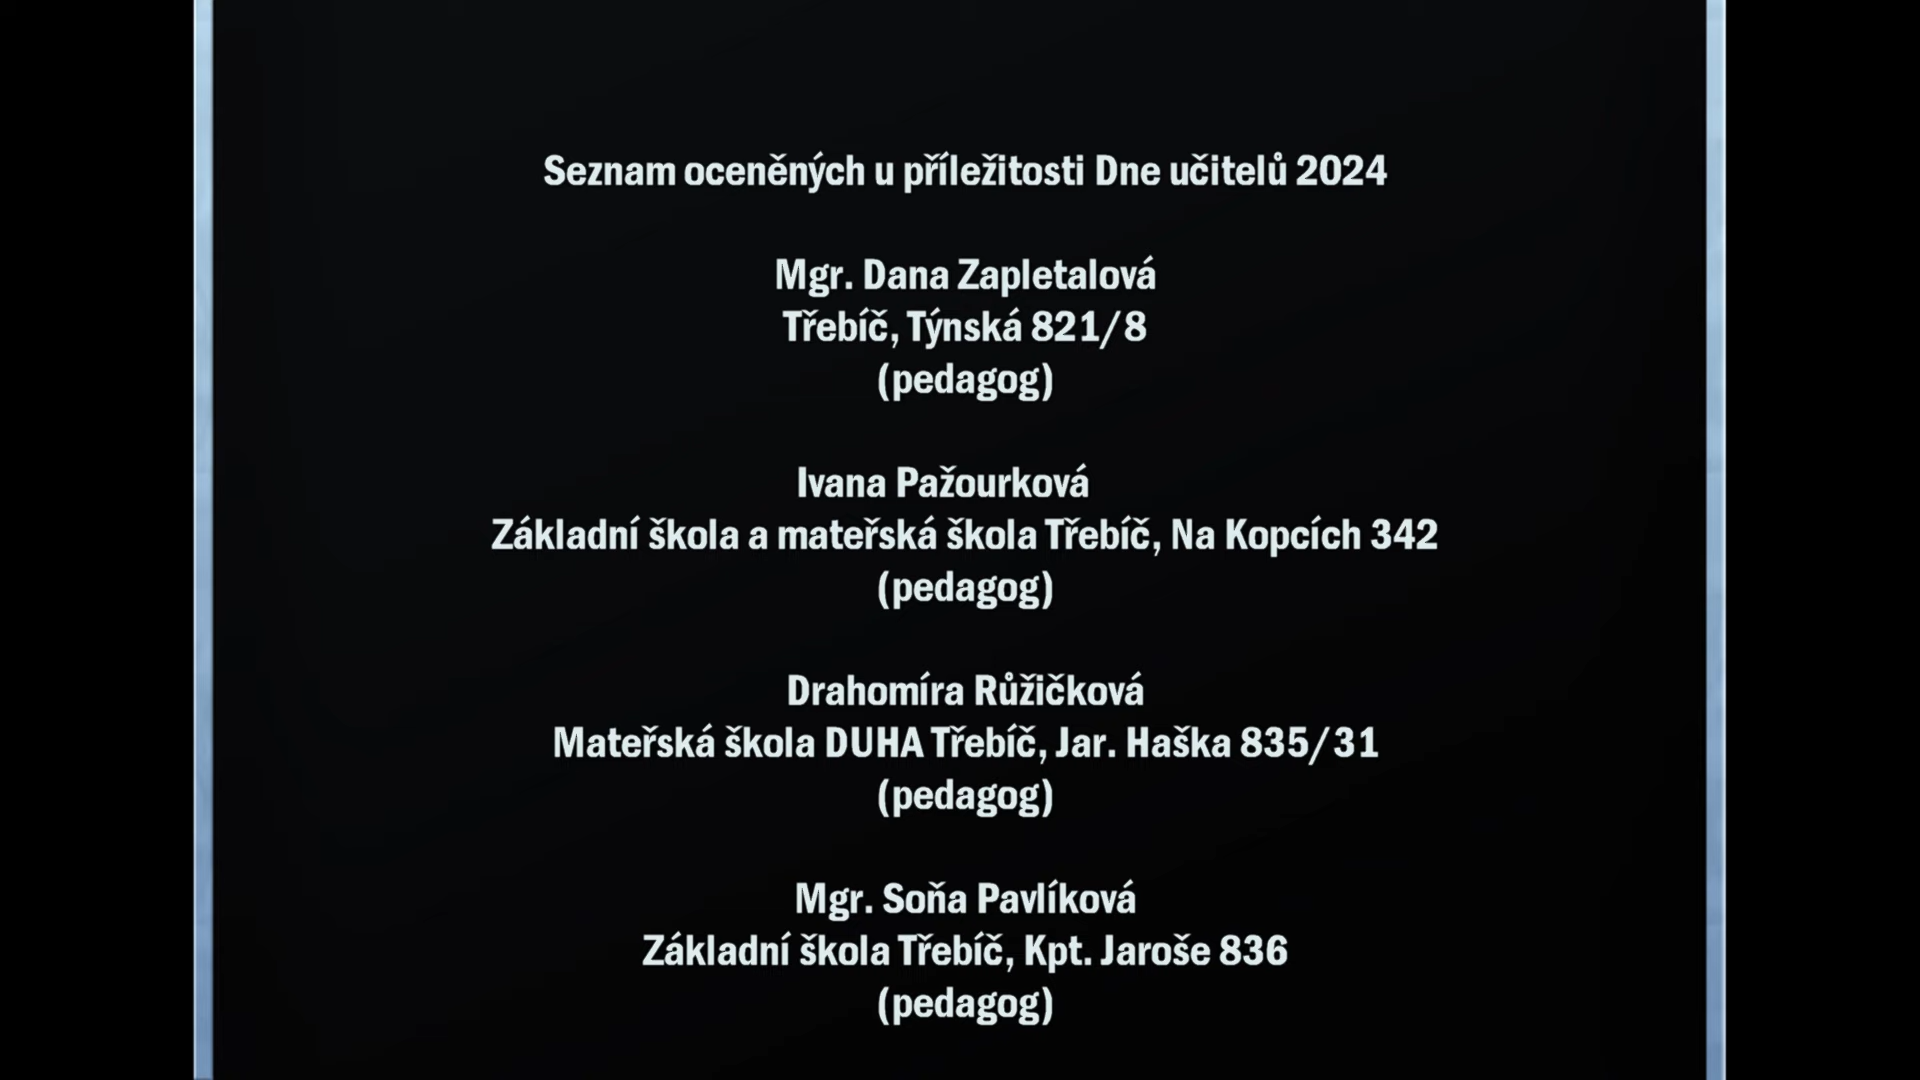 Seznam oceněných u příležitosti Dne učitelů 2024
Mgr. Dana Zapletalová
Třebíč, Týnská 821/8
(pedagog)
Ivana Pažourková
Základní škola a mateřská škola Třebíč, Na Kopcích 342
(pedagog)
Drahomíra Růžičková
Mateřská škola DUHA Třebíč, Jar. Haška 835/31
(pedagog)
Mgr. Soňa Pavlíková
Základní škola Třebíč, Kpt. Jaroše 836
(pedagog)